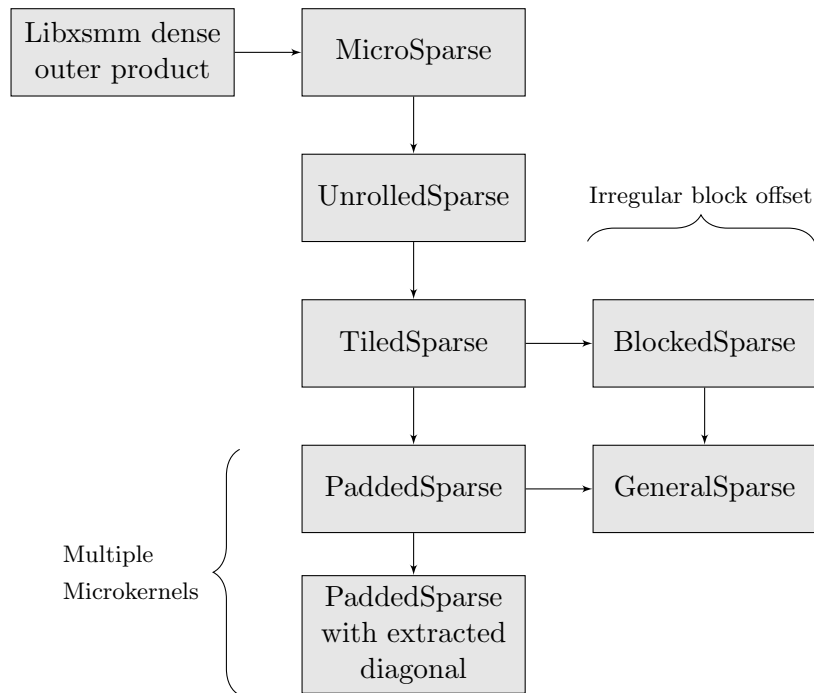 Libxsmm dense
outer product
MicroSparse
UnrolledSparse
Irregular block offset
TiledSparse
BlockedSparse
PaddedSparse
GeneralSparse
Multiple
Microkernels
PaddedSparse
with extracted
diagonal